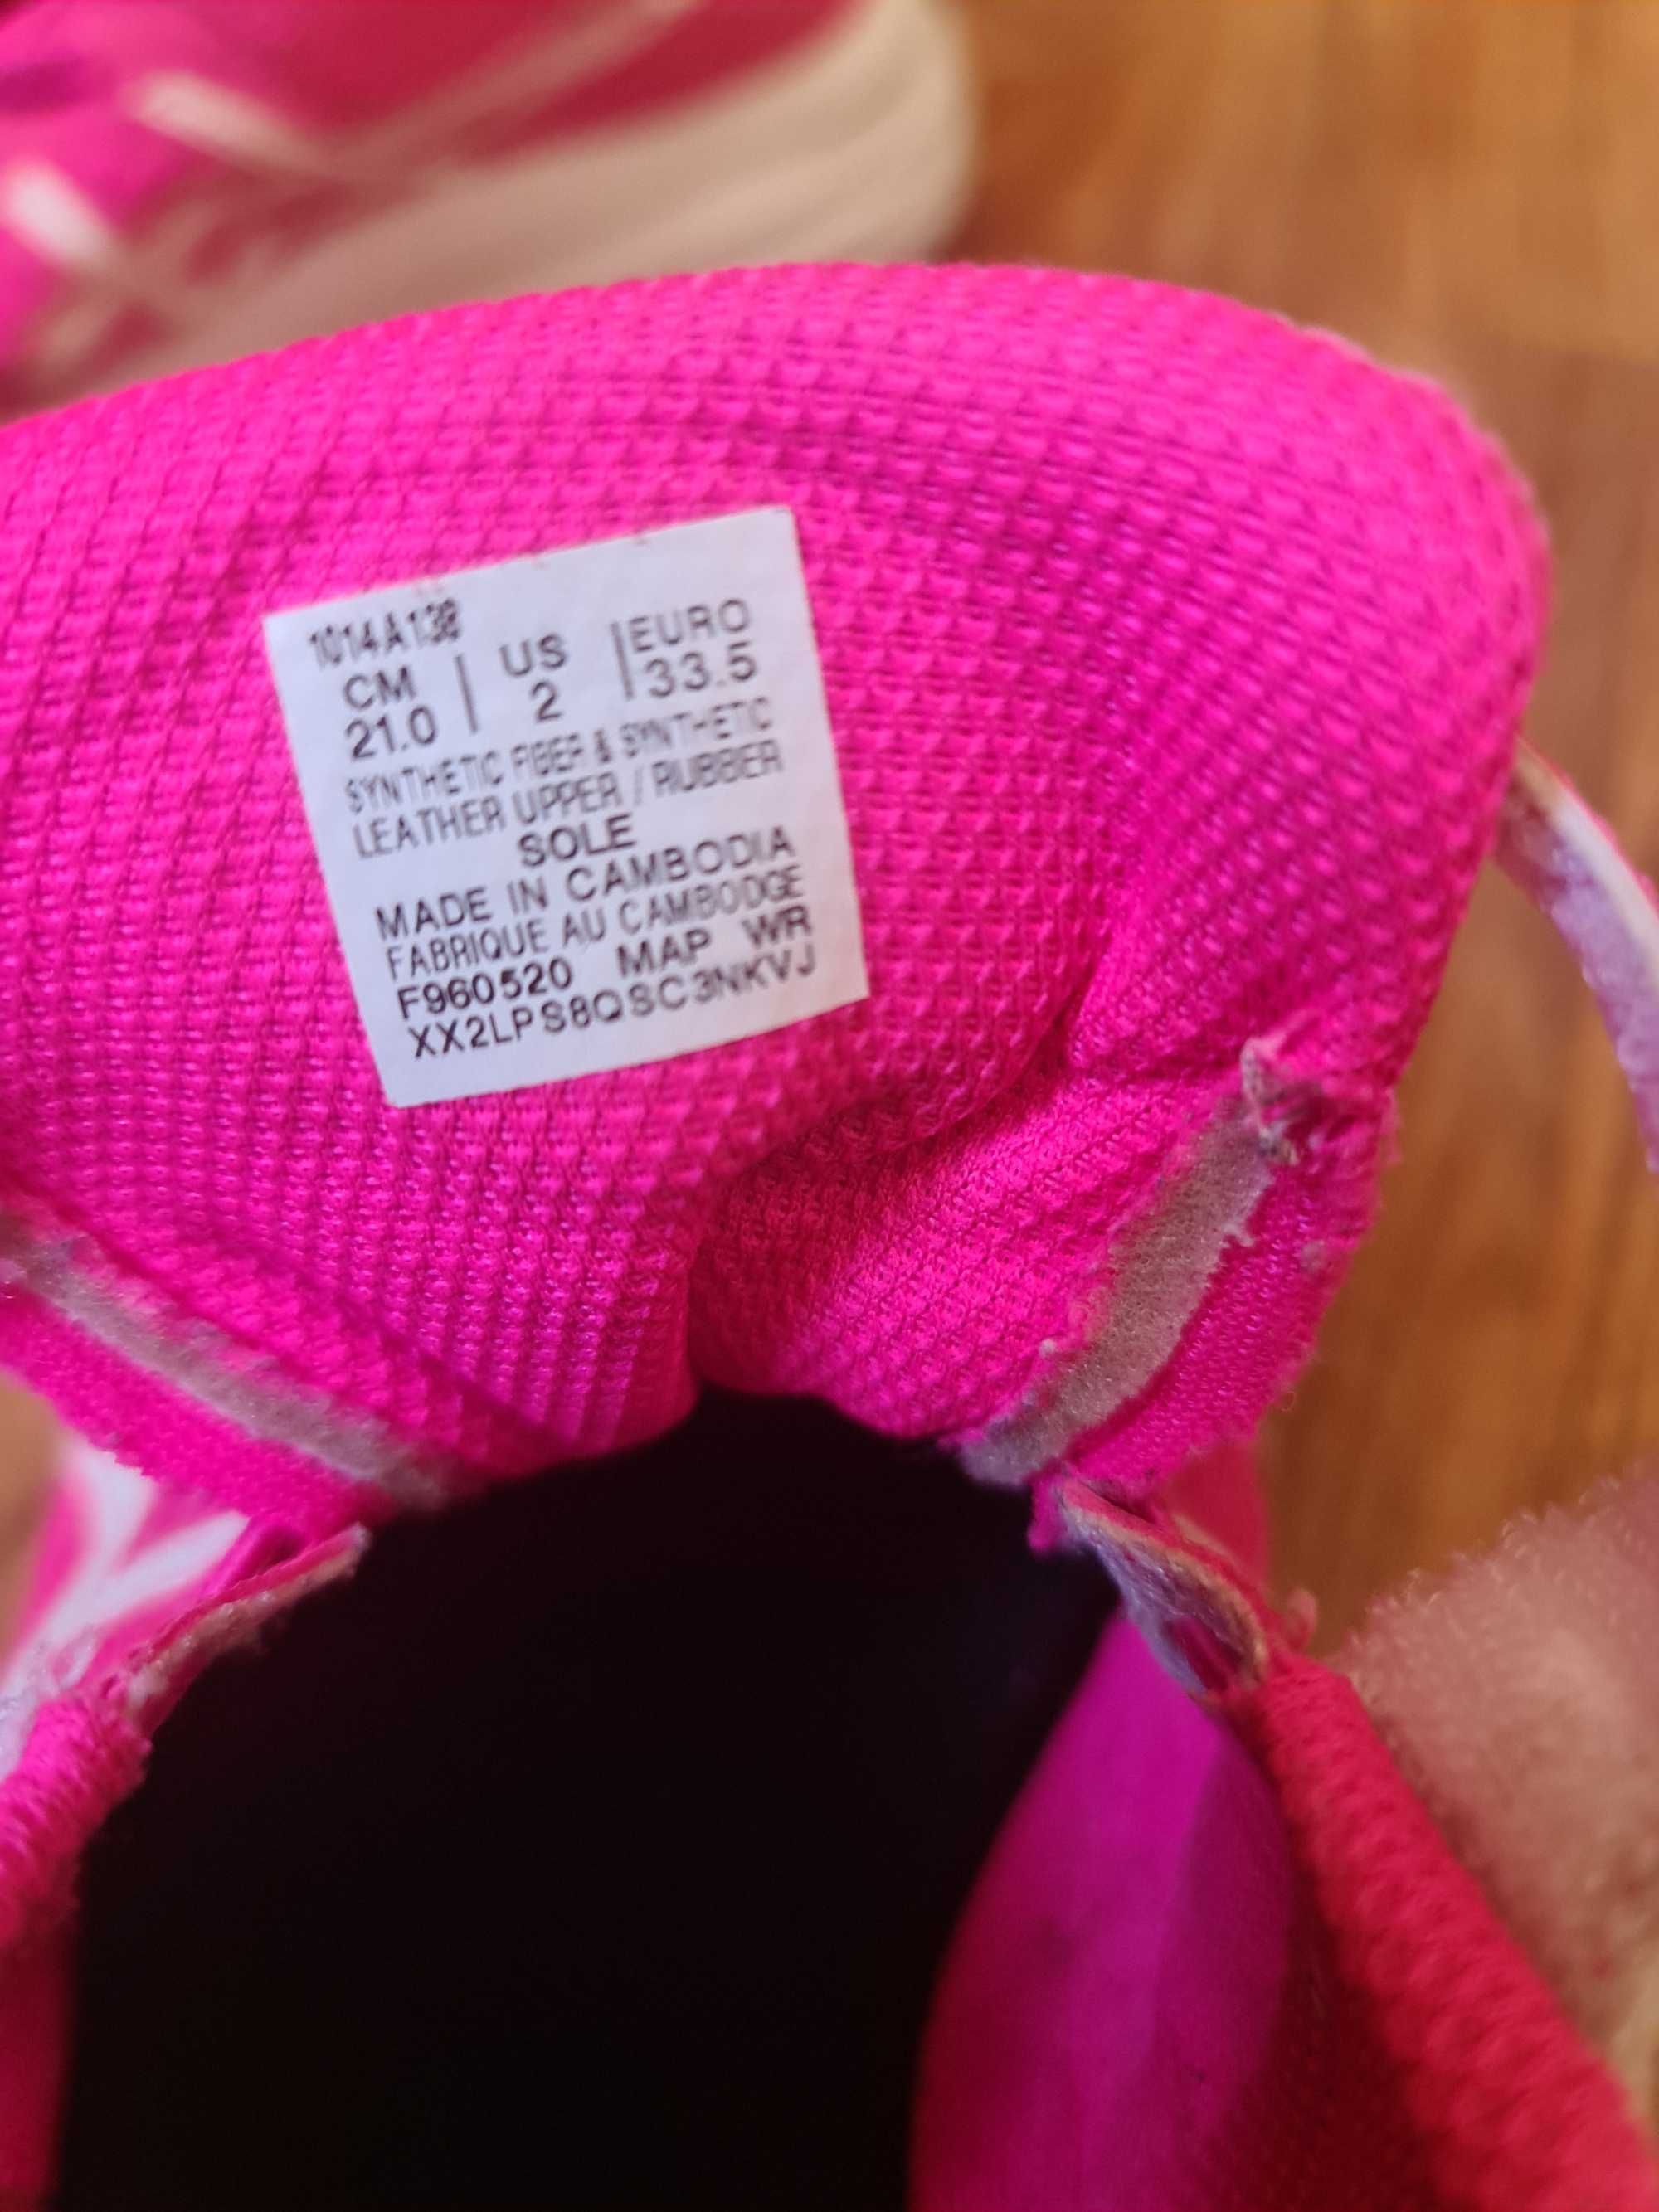 1014A138
CM | US | EURO
21.0 | 2 | 33.5
SYNTHETIC FIBER & SYNTHETIC
LEATHER UPPER / RUBBER
SOLE
MADE IN CAMBODIA
FABRIQUE AU CAMBODGE
F960520 MAP WR
XX2LPS8QSC3NKVJ